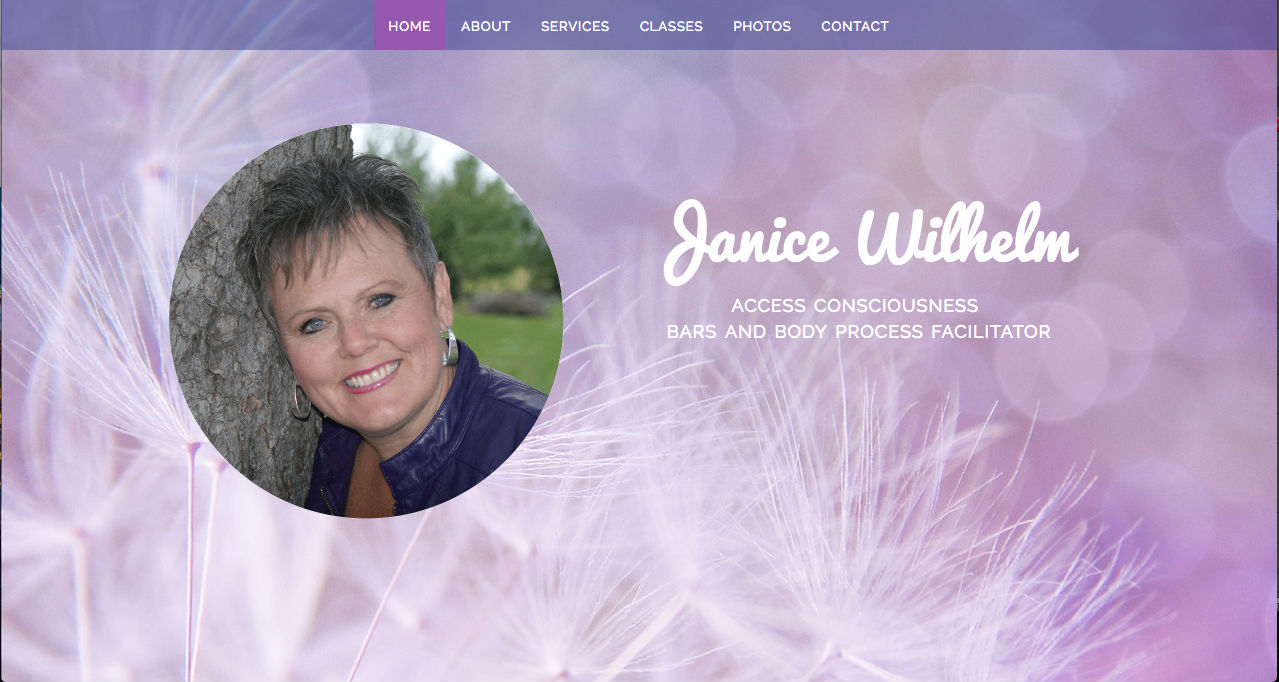 HOME ABOUT SERVICES CLASSES PHOTOS CONTACT
Janice Wilhelm
ACCESS CONSCIOUSNESS
BARS AND BODY PROCESS FACILITATOR